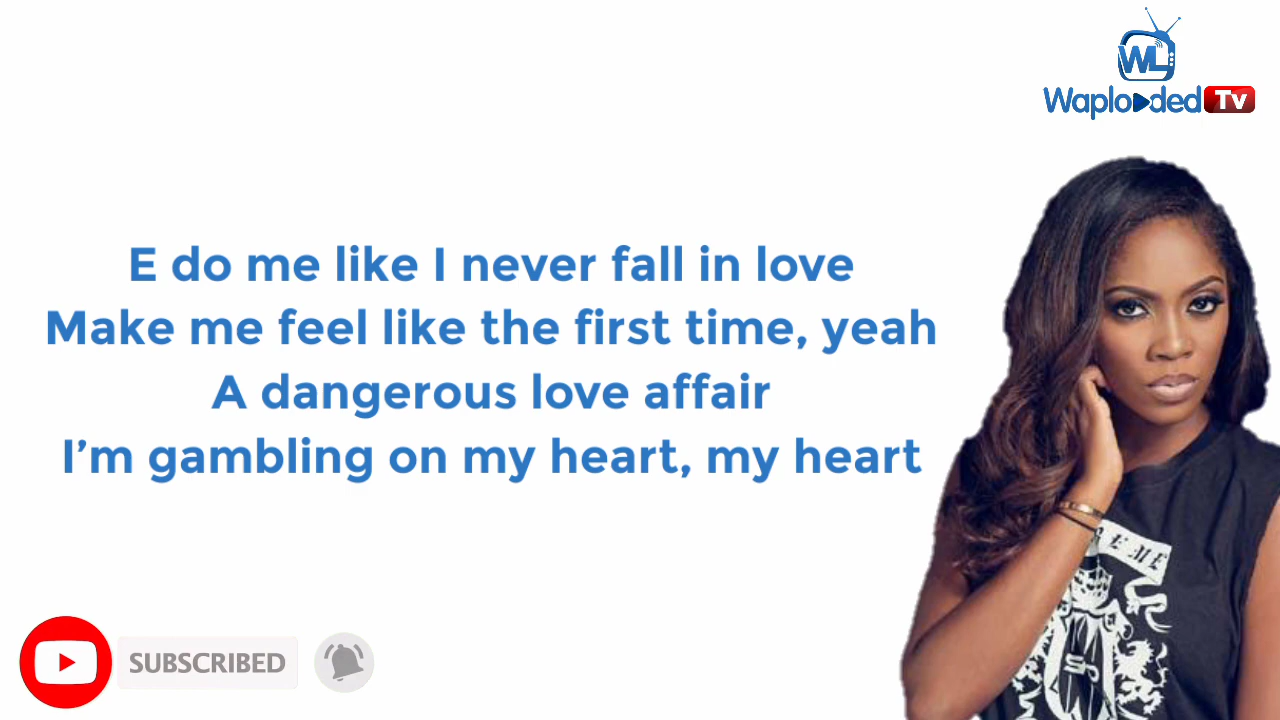 WL
Waploaded Tv
E do me like I never fall in love
Make me feel like the first time, yeah
A dangerous love affair
I’m gambling on my heart, my heart
SUBSCRIBED